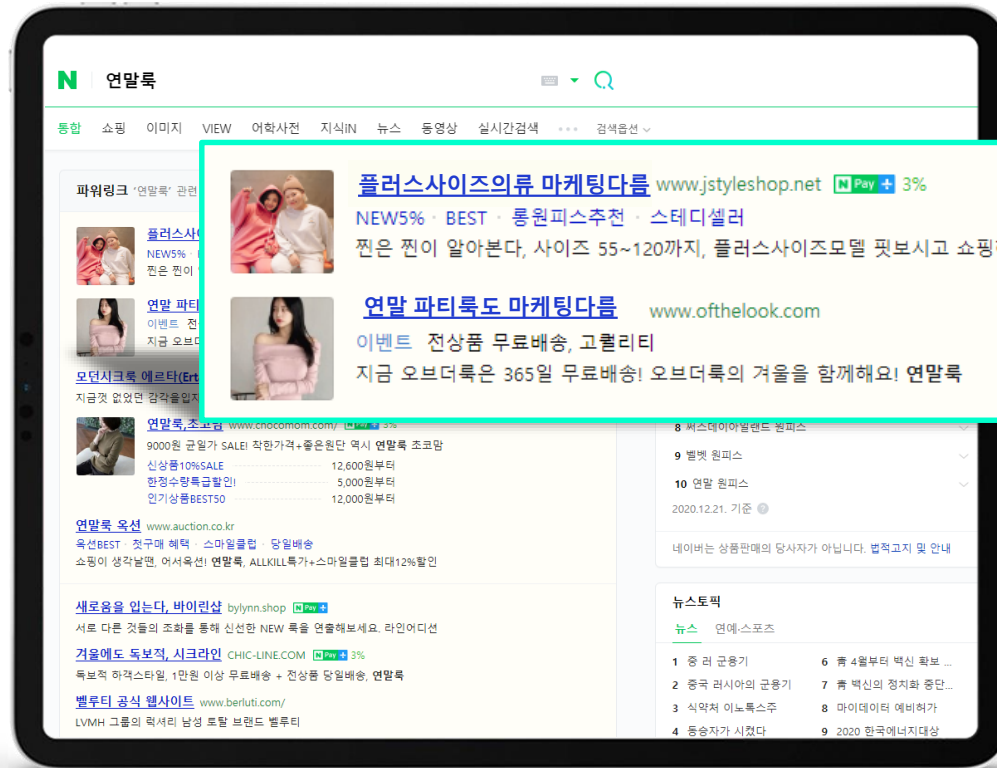 N 연말룩
통합 쇼핑 이미지 VIEW 어학사전 지식iN 뉴스 동영상 실시간검색 검색옵션
파워링크 '연말룩' 관련
플러스사이즈의류 마케팅다름 www.jstyleshop.net N Pay + 3%
NEW5% · BEST · 롱원피스추천 · 스테디셀러
찐은 찐이 알아본다, 사이즈 55~120까지, 플러스사이즈모델 핏보시고 쇼핑
연말 파티룩도 마케팅다름 www.ofthelook.com
이벤트 전상품 무료배송, 고퀄리티
지금 오브더룩은 365일 무료배송! 오브더룩의 겨울을 함께해요! 연말룩
플러스사이
NEW5%
찐은 찐이
연말 파티
이벤트 전
지금 오브더
모던시크룩 에르타(Ert
지금껏 없었던 감각을입자
연말룩,초코맘 www.chocomom.com/ N Pay + 3%
9000원 균일가 SALE! 착한가격+좋은원단 역시 연말룩 초코맘
신상품10%SALE 12,600원부터
한정수량특급할인! 5,000원부터
인기상품BEST50 12,000원부터
연말룩 옥션 www.auction.co.kr
옥션BEST · 첫구매 혜택 · 스마일클럽 · 당일배송
쇼핑이 생각날땐, 어서옥션! 연말룩, ALLKILL특가+스마일클럽 최대12%할인
새로움을 입는다, 바이린샵 bylynn.shop N Pay +
서로 다른 것들의 조화를 통해 신선한 NEW 룩을 연출해보세요. 라인어디션
겨울에도 독보적, 시크라인 CHIC-LINE.COM N Pay + 3%
독보적 하객스타일, 1만원 이상 무료배송 + 전상품 당일배송, 연말룩
벨루티 공식 웹사이트 www.berluti.com/
LVMH 그룹의 럭셔리 남성 토탈 브랜드 벨루티
8 써스데이아일랜드 원피스
9 벨벳 원피스
10 연말 원피스
2020.12.21. 기준 ?
네이버는 상품판매의 당사자가 아닙니다. 법적고지 및 안내
뉴스토픽
뉴스 연예·스포츠
1 중 러 군용기
2 중국 러시아의 군용기
3 식약처 이노톡스주
4 동승자가 시켰다
6 靑 4월부터 백신 확보 ...
7 靑 백신의 정치화 중단...
8 마이데이터 예비허가
9 2020 한국에너지대상